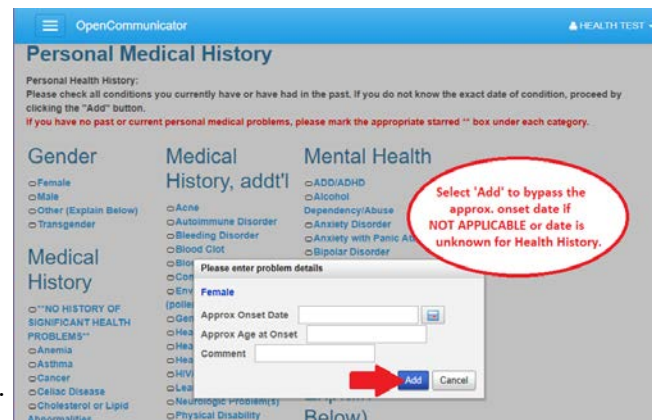 OpenCommunicator
HEALTH TEST
Personal Medical History
Personal Health History:
Please check all conditions you currently have or have had in the past. If you do not know the exact date of condition, proceed by
clicking the "Add" button.
If you have no past or current personal medical problems, please mark the appropriate starred ** box under each category.
Gender
Female
Male
Other (Explain Below)
Transgender
Medical
History
**NO HISTORY OF
SIGNIFICANT HEALTH
PROBLEMS**
Anemia
Asthma
Cancer
Celiac Disease
Cholesterol or Lipid
Abnormalities
Medical
History, addt'l
Acne
Autoimmune Disorder
Bleeding Disorder
Blood Clot
Neurologic Problem(s)
Physical Disability
Mental Health
ADD/ADHD
Alcohol
Dependency/Abuse
Anxiety Disorder
Anxiety with Panic
Bipolar Disorder
Below)
Select 'Add' to bypass the
approx. onset date if
NOT APPLICABLE or date is
unknown for Health History.
Please enter problem details
Female
Approx Onset Date
Approx Age at Onset
Comment
Add
Cancel